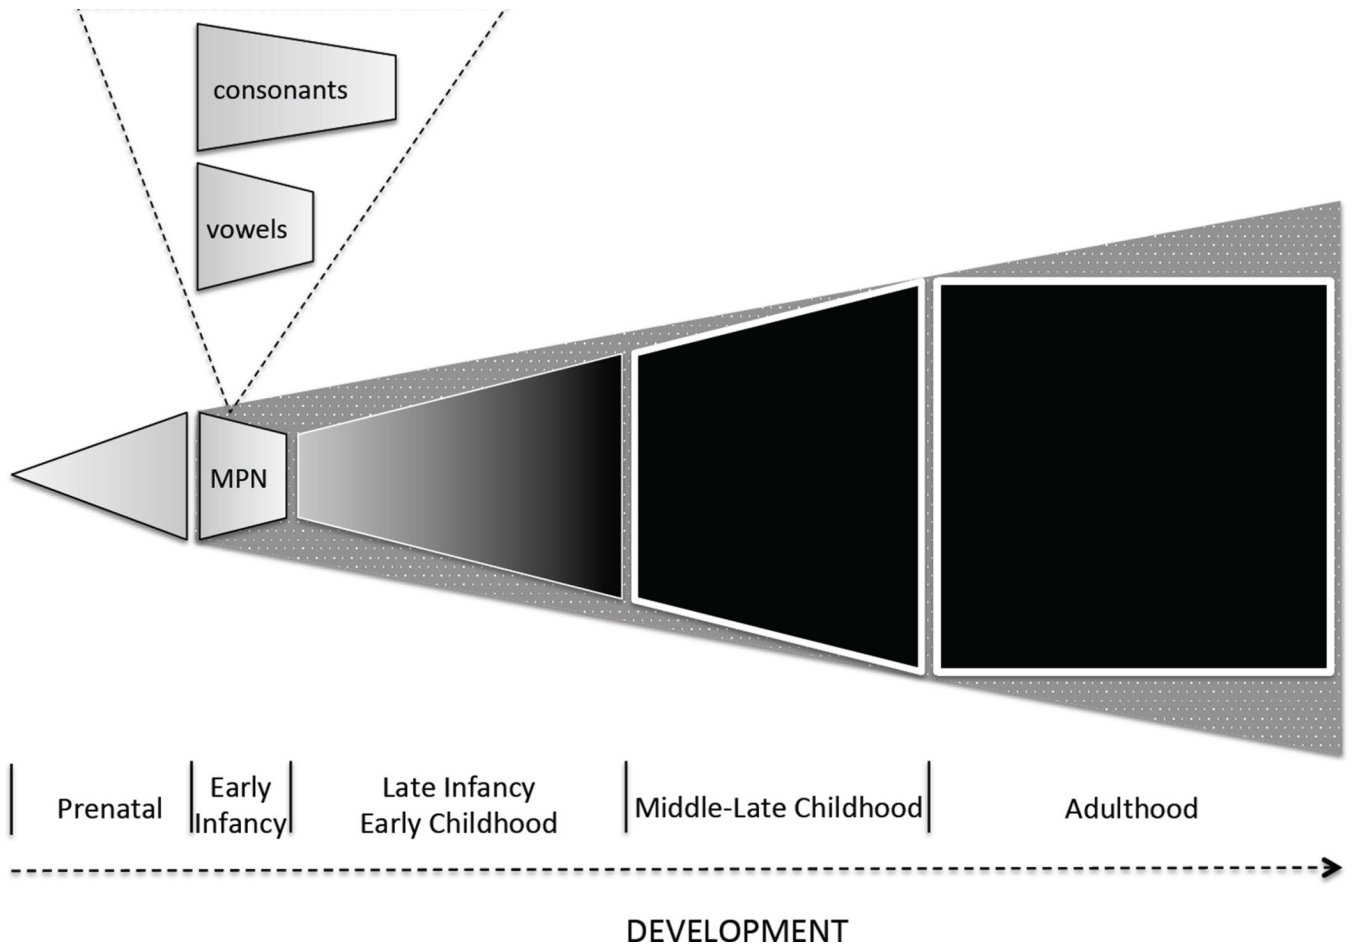 consonants
vowels
MPN
Prenatal
Early
Infancy
Late Infancy
Early Childhood
Middle-Late Childhood
Adulthood
DEVELOPMENT